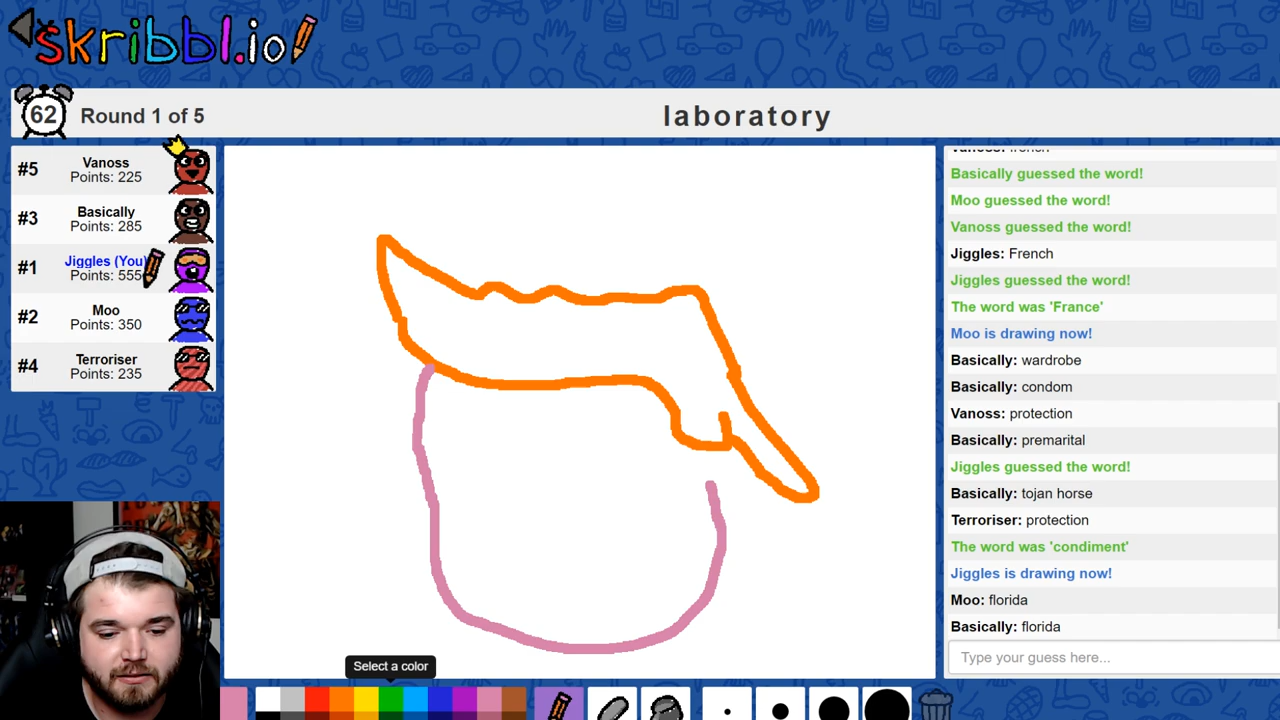 skribbl.io
62
Round 1 of 5
laboratory
#5
Vanoss
Points: 225
#3
Basically
Points: 285
#1
Jiggles (You)
Points: 555
#2
Moo
Points: 350
#4
Terroriser
Points: 235
Vanoss: french
Basically guessed the word!
Moo guessed the word!
Vanoss guessed the word!
Jiggles: French
Jiggles guessed the word!
The word was 'France'
Moo is drawing now!
Basically: wardrobe
Basically: condom
Vanoss: protection
Basically: premarital
Jiggles guessed the word!
Basically: tojan horse
Terroriser: protection
The word was 'condiment'
Jiggles is drawing now!
Moo: florida
Basically: florida
Type your guess here...
Select a color